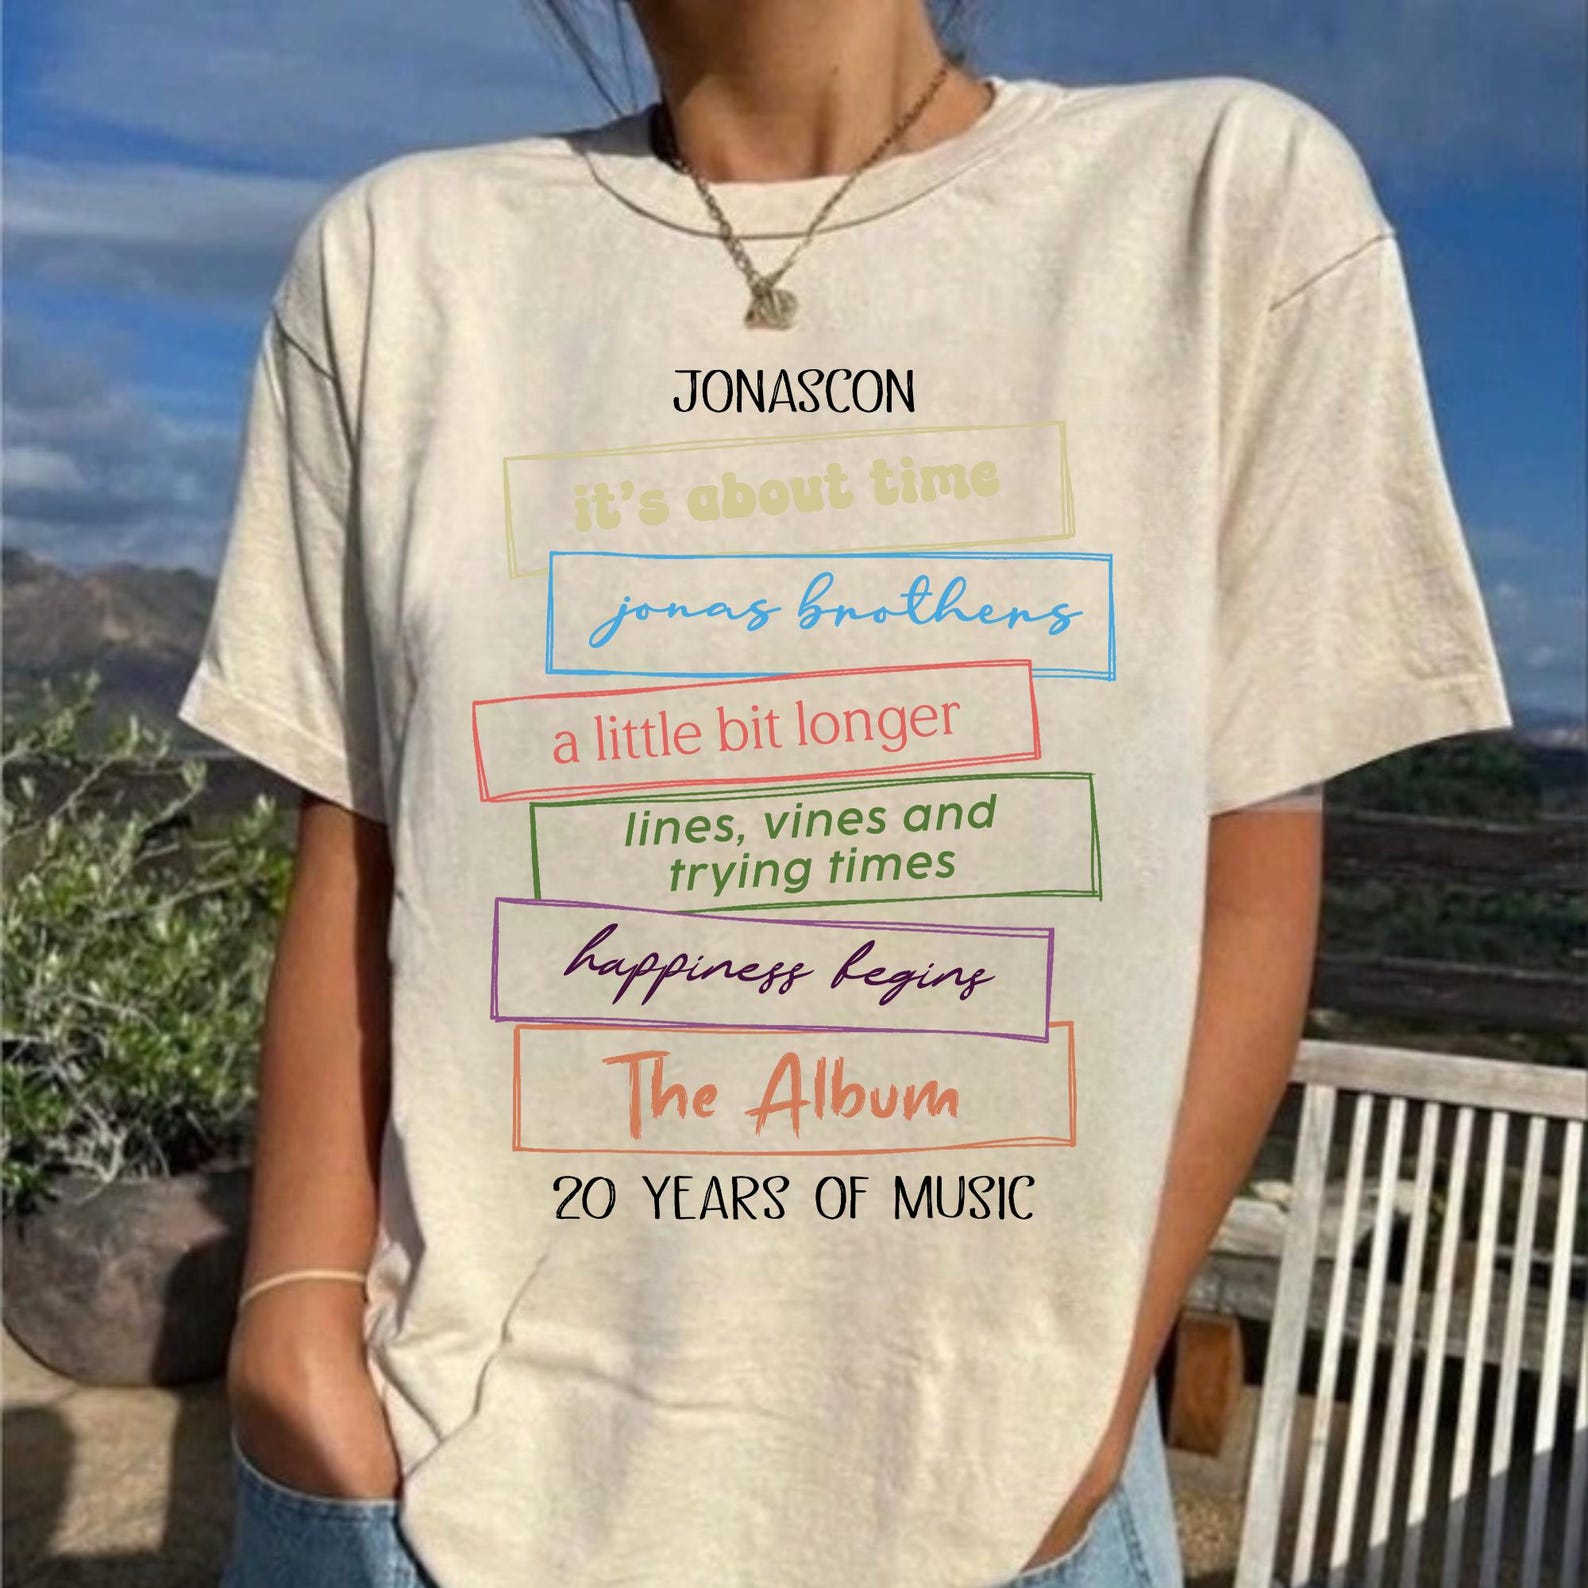 JONASCON
it's about time
jonas brothers
a little bit longer
lines, vines and
trying times
happiness begins
The Album
20 YEARS OF MUSIC